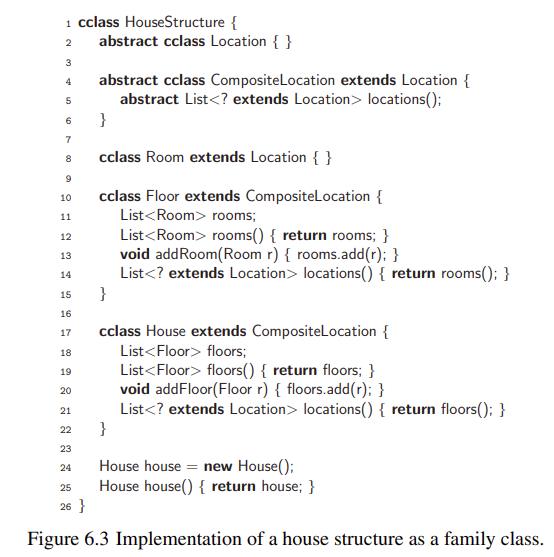 1 cclass HouseStructure {
2 abstract cclass Location { }
3
4 abstract cclass CompositeLocation extends Location {
5 abstract List<? extends Location> locations();
6 }
7
8 cclass Room extends Location { }
9
10 cclass Floor extends CompositeLocation {
11 List<Room> rooms;
12 List<Room> rooms() { return rooms; }
13 void addRoom(Room r) { rooms.add(r); }
14 List<? extends Location> locations() { return rooms(); }
15 }
16
17 cclass House extends CompositeLocation {
18 List<Floor> floors;
19 List<Floor> floors() { return floors; }
20 void addFloor(Floor r) { floors.add(r); }
21 List<? extends Location> locations() { return floors(); }
22 }
23
24 House house = new House();
25 House house() { return house; }
26 }
Figure 6.3 Implementation of a house structure as a family class.